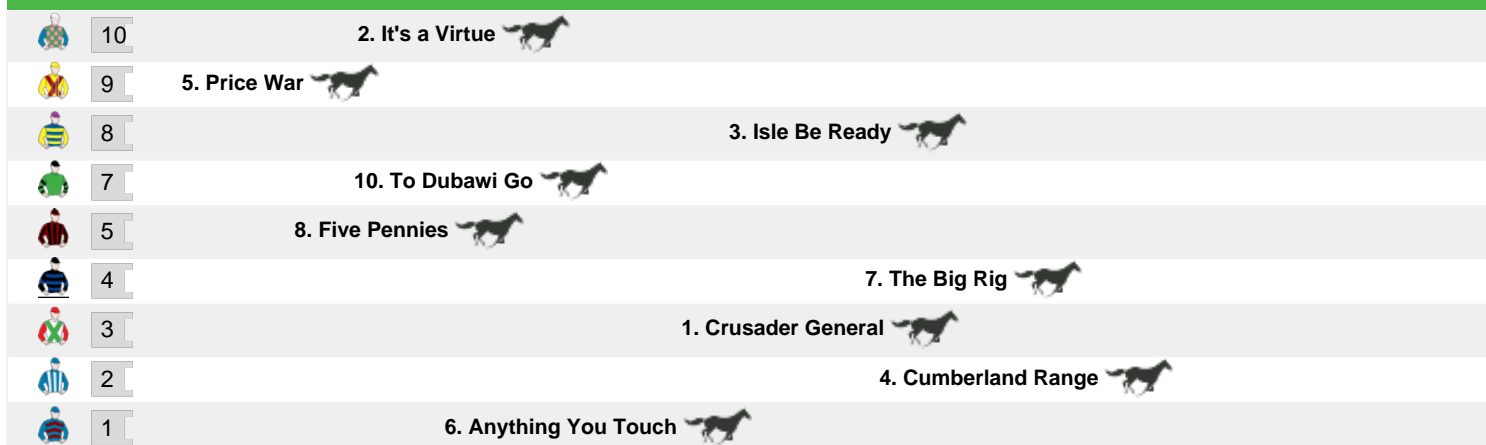 10 2. It's a Virtue
9 5. Price War
8 3. Isle Be Ready
7 10. To Dubawi Go
5 8. Five Pennies
4 7. The Big Rig
3 1. Crusader General
2 4. Cumberland Range
1 6. Anything You Touch